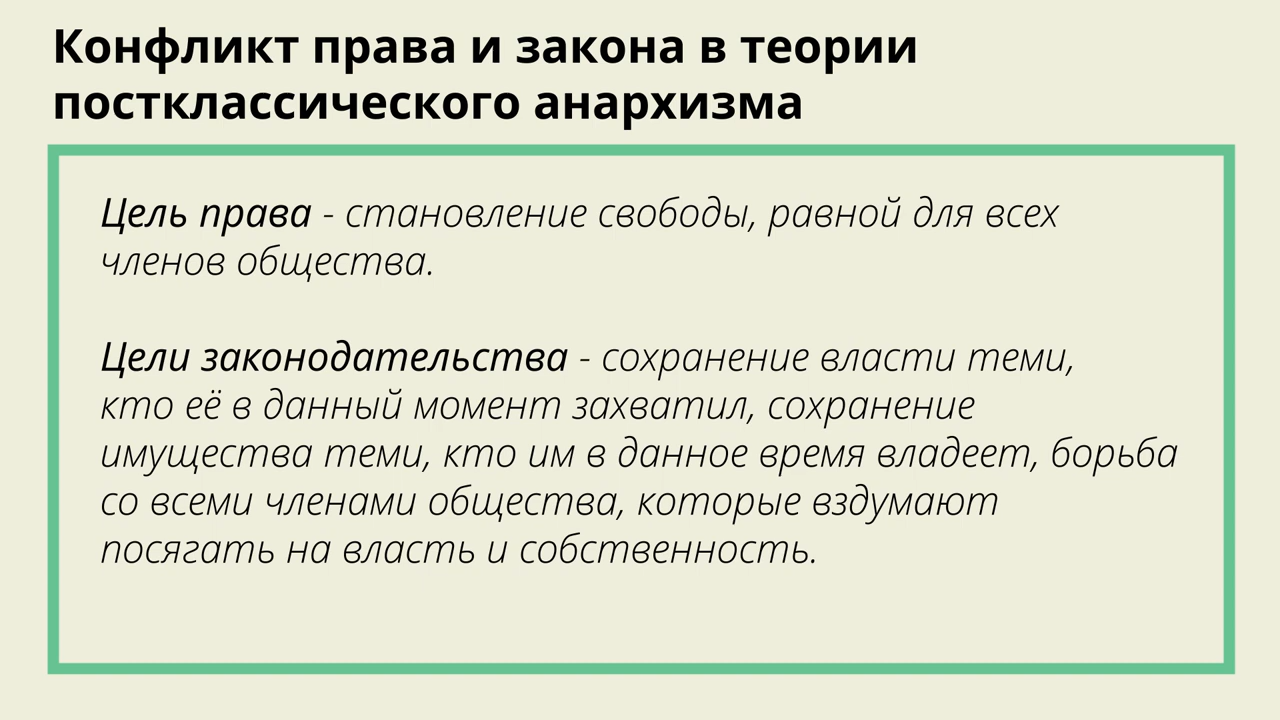 Конфликт права и закона в теории
постклассического анархизма
Цель права - становление свободы, равной для всех
членов общества.
Цели законодательства - сохранение власти теми,
кто её в данный момент захватил, сохранение
имущества теми, кто им в данное время владеет, борьба
со всеми членами общества, которые вздумают
посягать на власть и собственность.